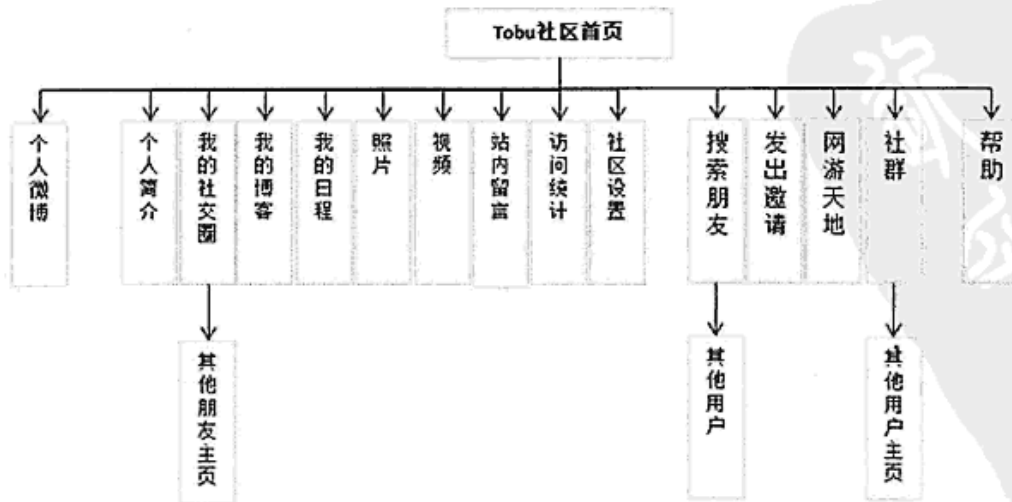 Tobu社区首页
个人微博
个人简介
我的社交圈
我的博客
我的日程
照片
视频
站内留言
访问统计
社区设置
搜索朋友
发出邀请
网游天地
社群
帮助
其他朋友主页
其他用户
其他用户主页